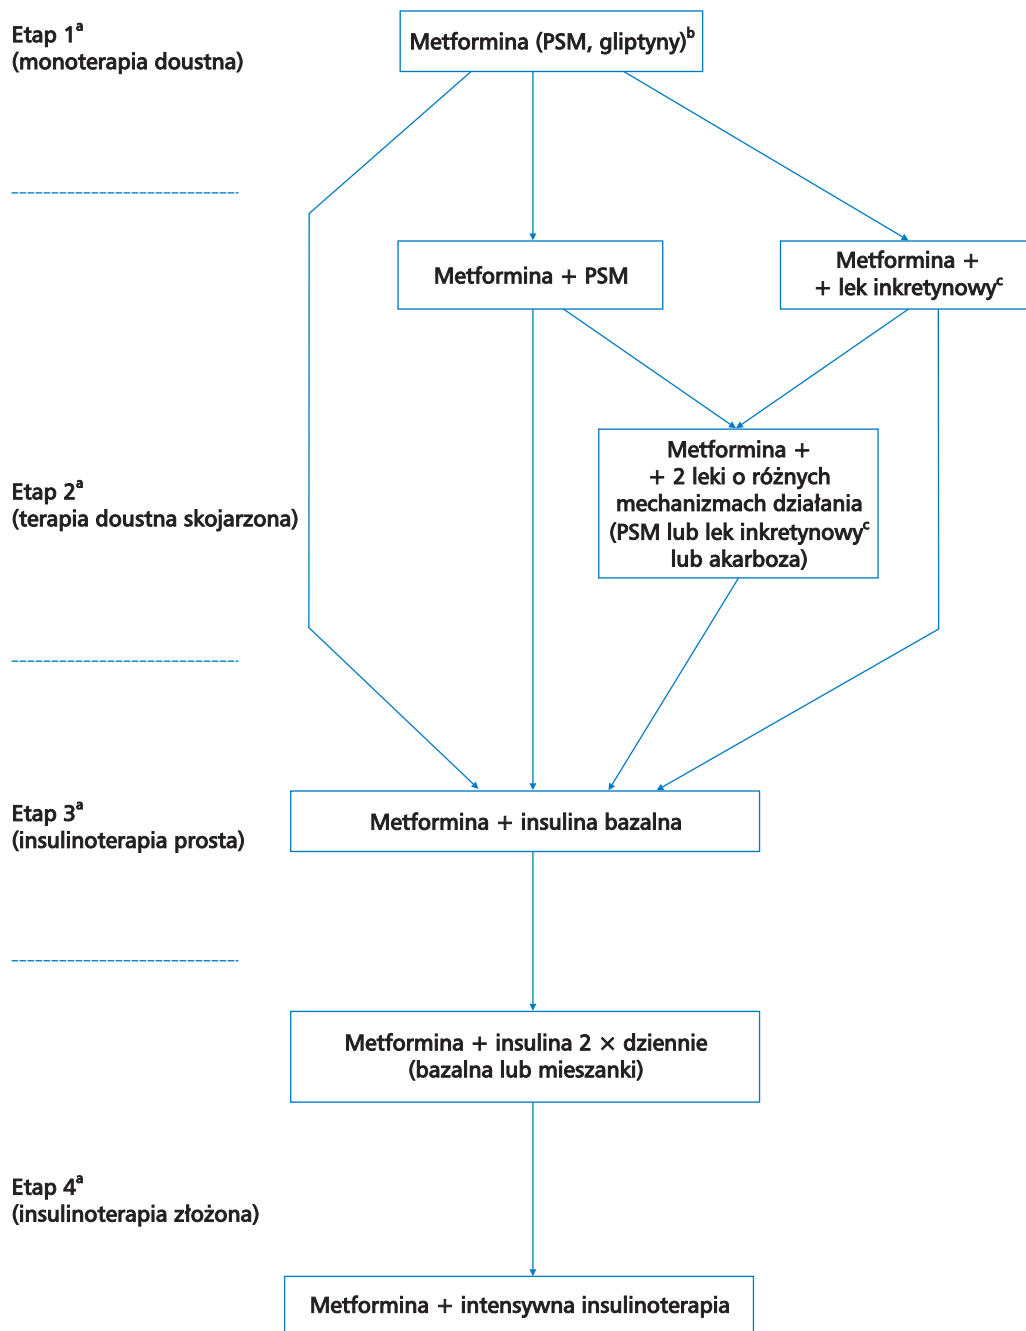 Etap 1ᵃ
(monoterapia doustna)
Metformina (PSM, gliptyny)ᵇ
Metformina + PSM
Metformina +
+ lek inkretynowyᶜ
Etap 2ᵃ
(terapia doustna skojarzona)
Metformina +
+ 2 leki o różnych
mechanizmach działania
(PSM lub lek inkretynowyᶜ
lub akarboza)
Etap 3ᵃ
(insulinoterapia prosta)
Metformina + insulina bazalna
Metformina + insulina 2 × dziennie
(bazalna lub mieszanki)
Etap 4ᵃ
(insulinoterapia złożona)
Metformina + intensywna insulinoterapia